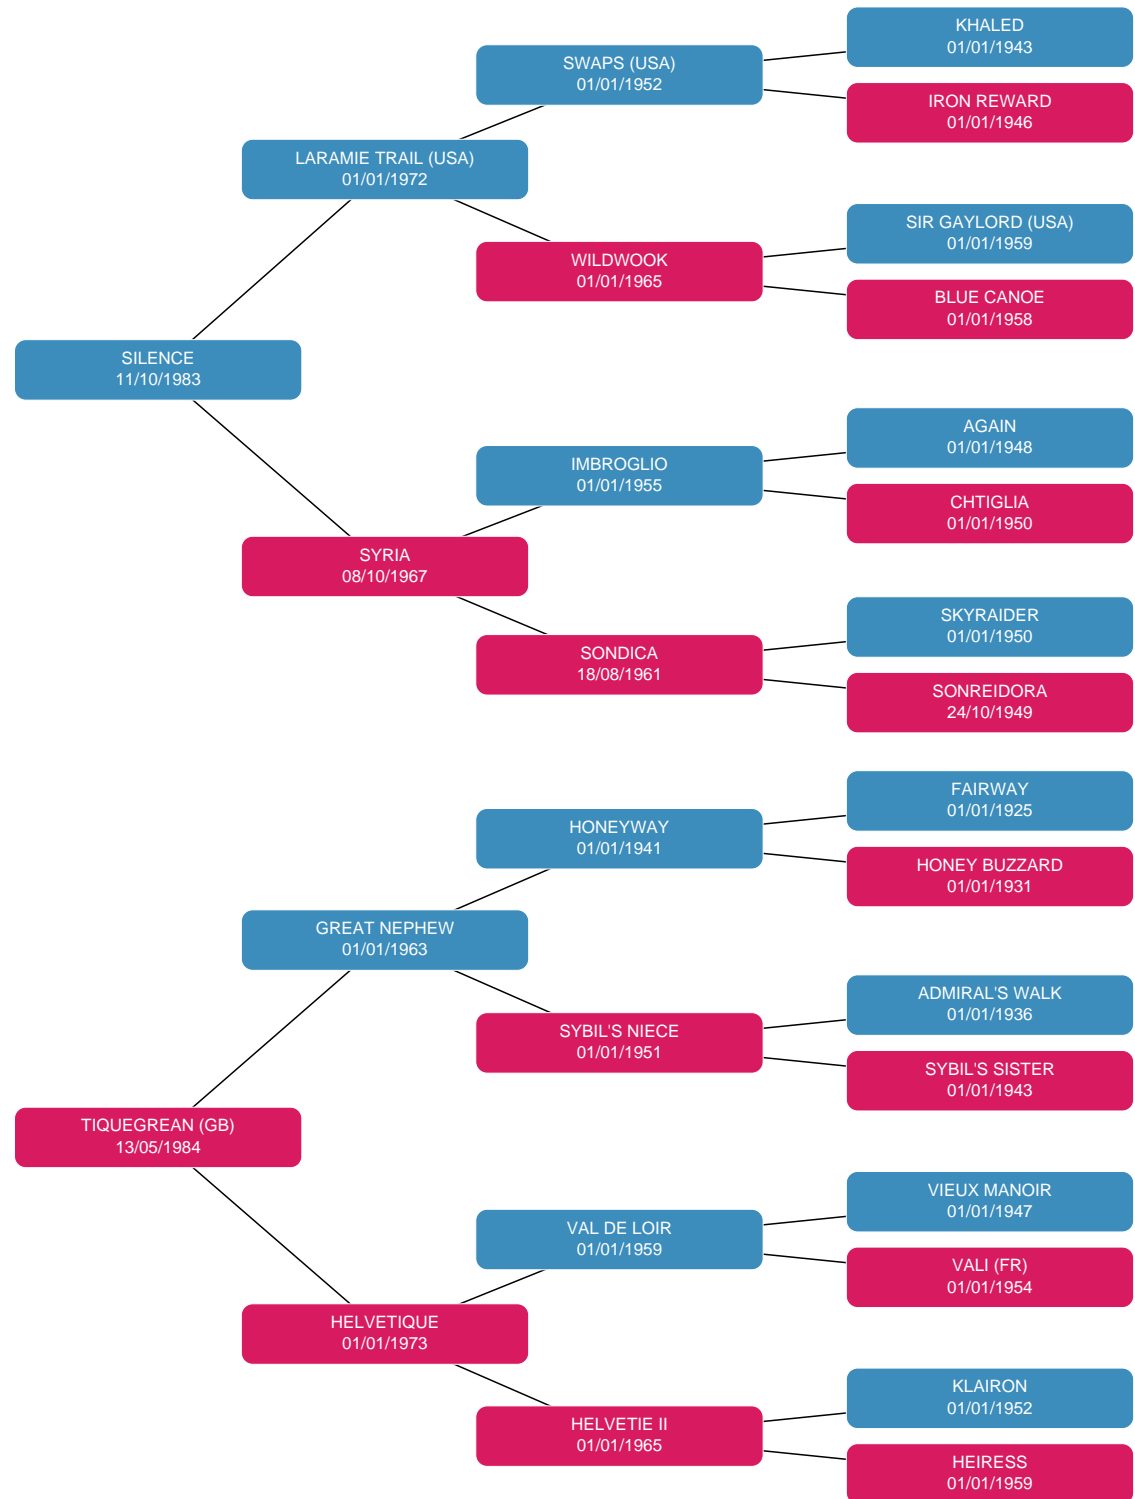 KHALED
01/01/1943
SWAPS (USA)
01/01/1952
IRON REWARD
01/01/1946
LARAMIE TRAIL (USA)
01/01/1972
SIR GAYLORD (USA)
01/01/1959
WILDWOOK
01/01/1965
BLUE CANOE
01/01/1958
SILENCE
11/10/1983
AGAIN
01/01/1948
IMBROGLIO
01/01/1955
CHTIGLIA
01/01/1950
SYRIA
08/10/1967
SKYRAIDER
01/01/1950
SONDICA
18/08/1961
SONREIDORA
24/10/1949
FAIRWAY
01/01/1925
HONEYWAY
01/01/1941
HONEY BUZZARD
01/01/1931
GREAT NEPHEW
01/01/1963
ADMIRAL'S WALK
01/01/1936
SYBIL'S NIECE
01/01/1951
SYBIL'S SISTER
01/01/1943
TIQUEGREAN (GB)
13/05/1984
VIEUX MANOIR
01/01/1947
VAL DE LOIR
01/01/1959
VALI (FR)
01/01/1954
HELVETIQUE
01/01/1973
KLAIRON
01/01/1952
HELVETIE II
01/01/1965
HEIRESS
01/01/1959